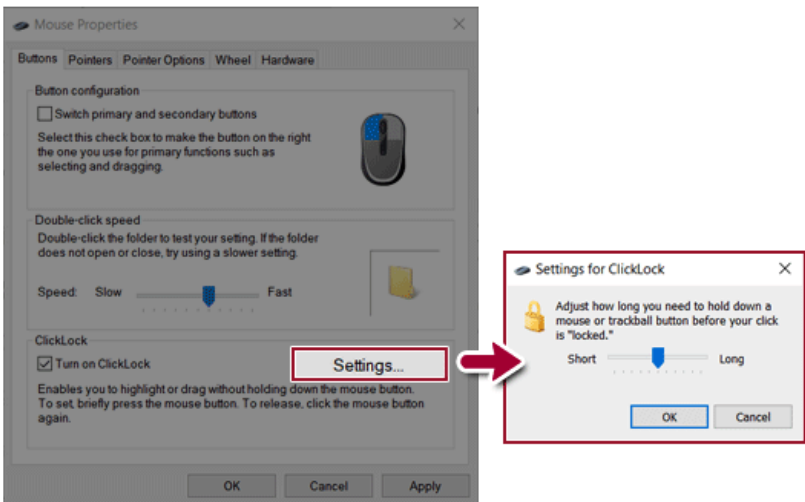 Mouse Properties
Buttons Pointers Pointer Options Wheel Hardware
Button configuration
Switch primary and secondary buttons
Select this check box to make the button on the right
the one you use for primary functions such as
selecting and dragging.
Double-click speed
Double-click the folder to test your setting. If the folder
does not open or close, try using a slower setting.
Speed: Slow Fast
ClickLock
Turn on ClickLock
Settings...
Enables you to highlight or drag without holding down the mouse button.
To set, briefly press the mouse button. To release, click the mouse button
again.
OK Cancel Apply
Settings for ClickLock
Adjust how long you need to hold down a
mouse or trackball button before your click
is "locked."
Short Long
OK Cancel